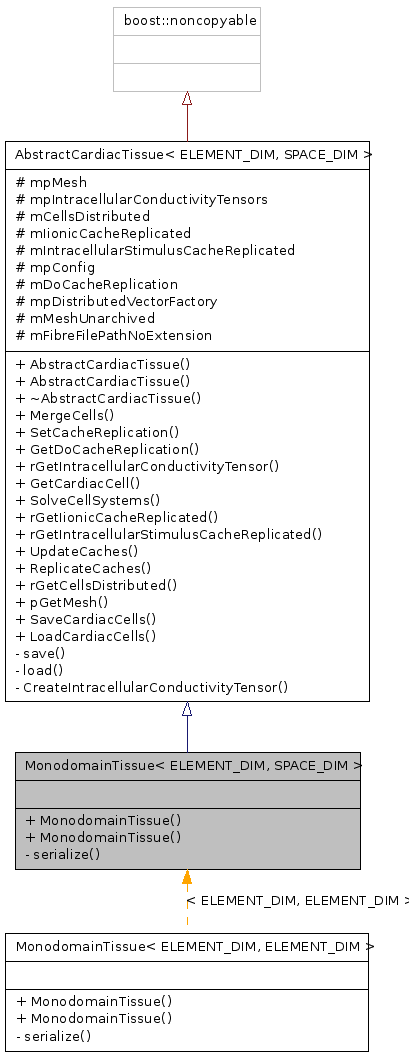 boost::noncopyable
AbstractCardiacTissue< ELEMENT_DIM, SPACE_DIM >
# mpMesh
# mpIntracellularConductivityTensors
# mCellsDistributed
# mIionicCacheReplicated
# mIntracellularStimulusCacheReplicated
# mpConfig
# mDoCacheReplication
# mpDistributedVectorFactory
# mMeshUnarchived
# mFibreFilePathNoExtension
+ AbstractCardiacTissue()
+ AbstractCardiacTissue()
+ ~AbstractCardiacTissue()
+ MergeCells()
+ SetCacheReplication()
+ GetDoCacheReplication()
+ rGetIntracellularConductivityTensor()
+ GetCardiacCell()
+ SolveCellSystems()
+ rGetIionicCacheReplicated()
+ rGetIntracellularStimulusCacheReplicated()
+ UpdateCaches()
+ ReplicateCaches()
+ rGetCellsDistributed()
+ pGetMesh()
+ SaveCardiacCells()
+ LoadCardiacCells()
- save()
- load()
- CreateIntracellularConductivityTensor()
MonodomainTissue< ELEMENT_DIM, SPACE_DIM >
+ MonodomainTissue()
+ MonodomainTissue()
- serialize()
< ELEMENT_DIM, ELEMENT_DIM >
MonodomainTissue< ELEMENT_DIM, ELEMENT_DIM >
+ MonodomainTissue()
+ MonodomainTissue()
- serialize()